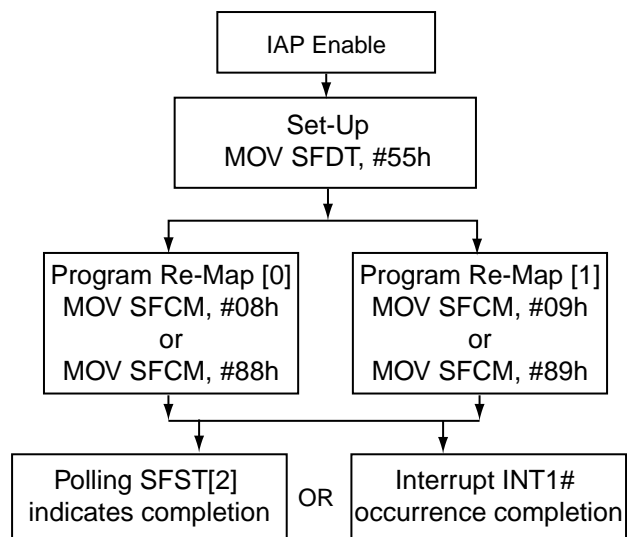 IAP Enable
Set-Up
MOV SFDT, #55h
Program Re-Map [0]
MOV SFCM, #08h
or
MOV SFCM, #88h
Program Re-Map [1]
MOV SFCM, #09h
or
MOV SFCM, #89h
Polling SFST[2]
indicates completion
OR
Interrupt INT1#
occurrence completion